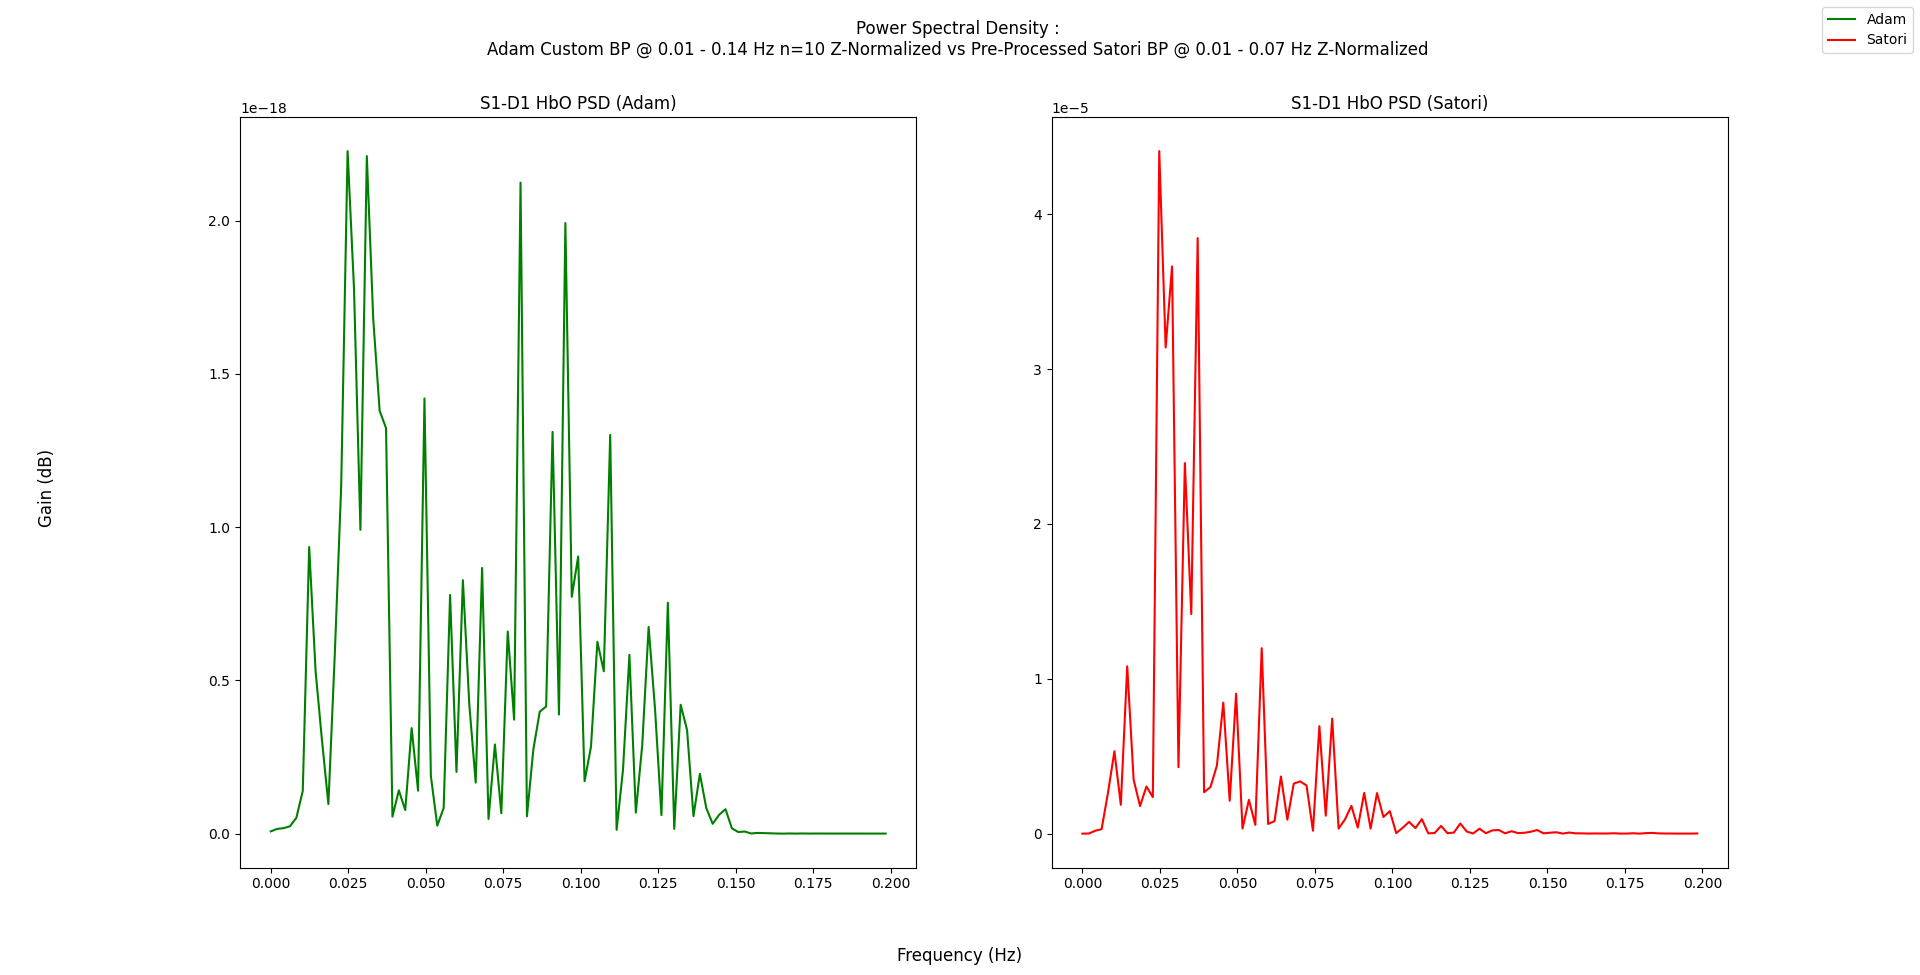 Power Spectral Density :
Adam Custom BP @ 0.01 - 0.14 Hz n=10 Z-Normalized vs Pre-Processed Satori BP @ 0.01 - 0.07 Hz Z-Normalized
Adam
Satori
S1-D1 HbO PSD (Adam)
1e−18
2.0
1.5
1.0
0.5
0.0
0.000 0.025 0.050 0.075 0.100 0.125 0.150 0.175 0.200
S1-D1 HbO PSD (Satori)
1e−5
4
3
2
1
0
0.000 0.025 0.050 0.075 0.100 0.125 0.150 0.175 0.200
Gain (dB)
Frequency (Hz)